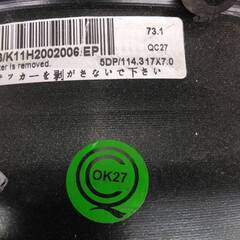 73.1
QC27
/K11H2002006 EP
er is removed.
5DP/114.317X7.0
テッカーを剥がさないで下さい
OK27